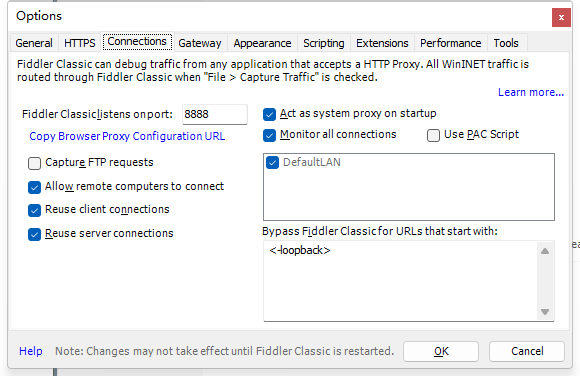 Options
x
General HTTPS Connections Gateway Appearance Scripting Extensions Performance Tools
Fiddler Classic can debug traffic from any application that accepts a HTTP Proxy. All WinINET traffic is
routed through Fiddler Classic when "File > Capture Traffic" is checked.
Learn more...
Fiddler Classic listens on port: 8888
Copy Browser Proxy Configuration URL
Capture FTP requests
Allow remote computers to connect
Reuse client connections
Reuse server connections
Act as system proxy on startup
Monitor all connections
Use PAC Script
DefaultLAN
Bypass Fiddler Classic for URLs that start with:
<-loopback>
Help
Note: Changes may not take effect until Fiddler Classic is restarted.
OK
Cancel